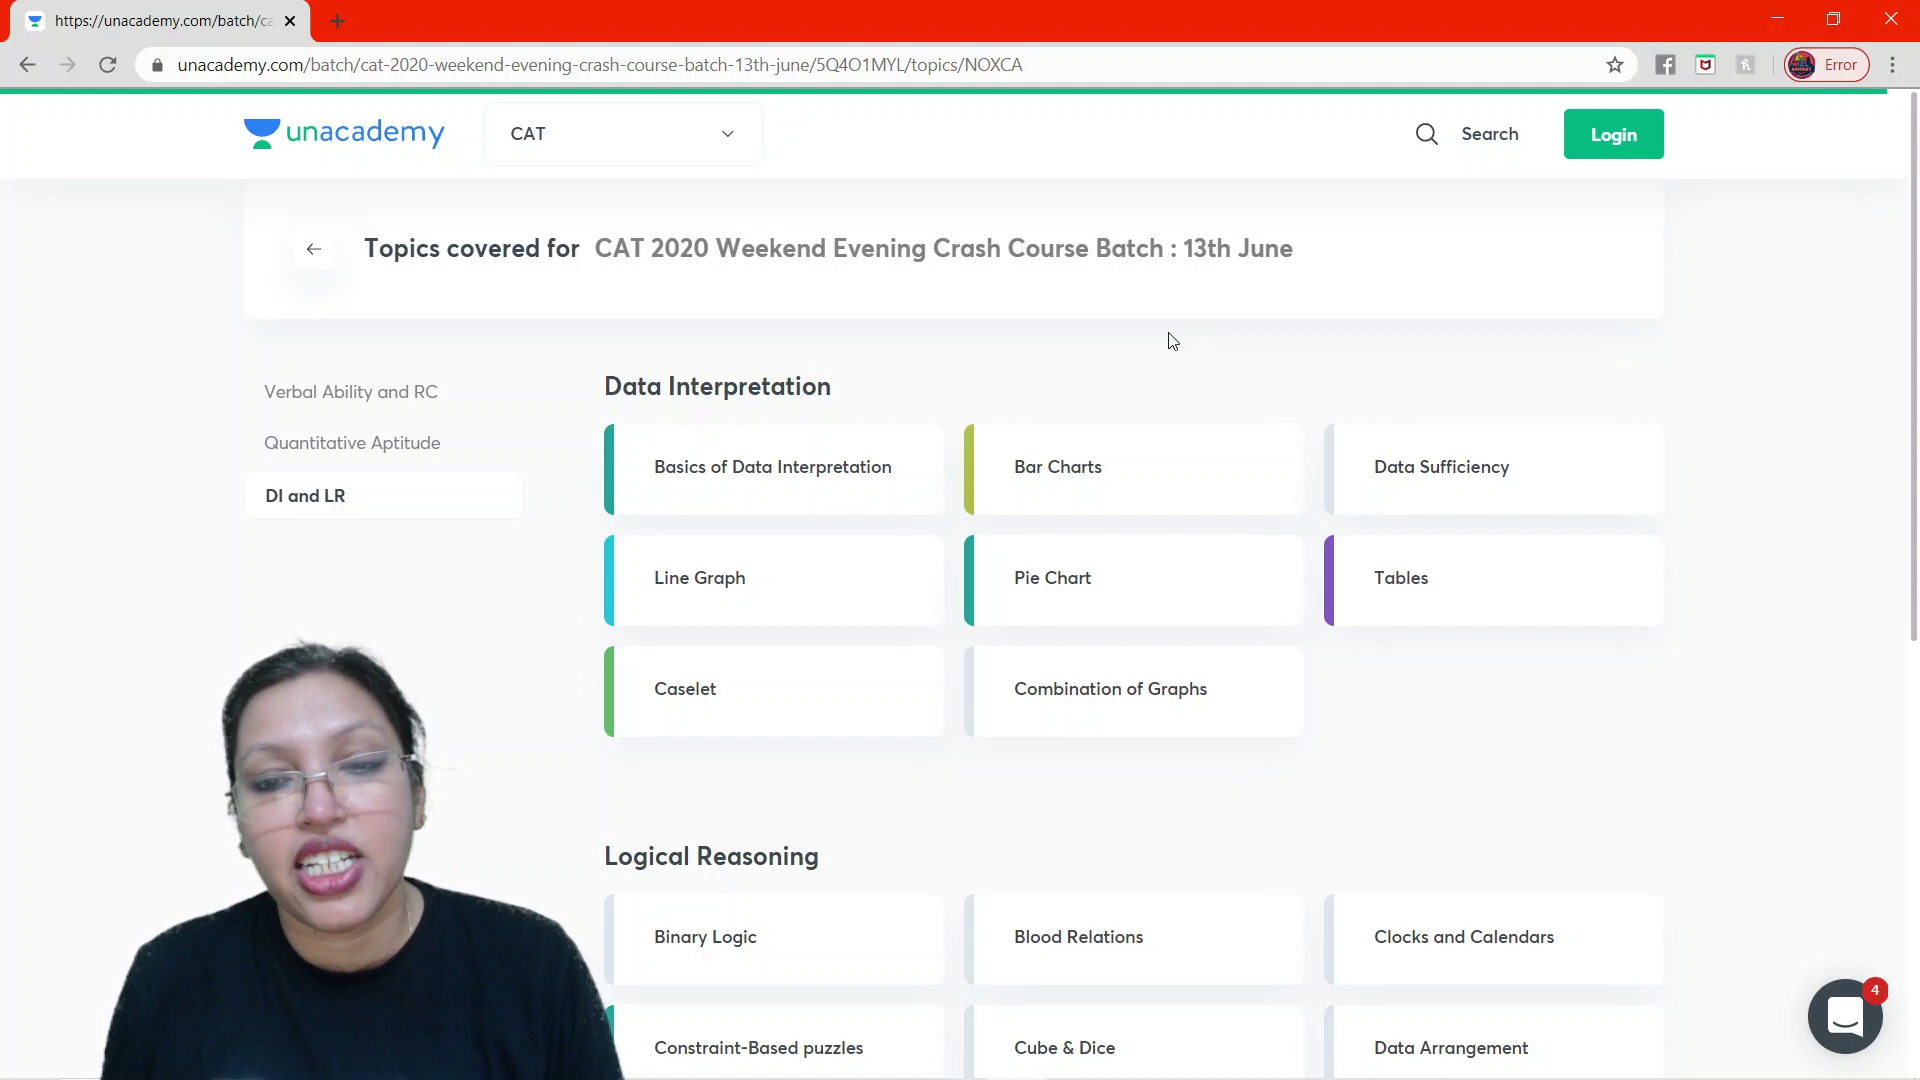 https://unacademy.com/batch/ca
unacademy.com/batch/cat-2020-weekend-evening-crash-course-batch-13th-june/5Q4O1MYL/topics/NOXCA
Error
unacademy
CAT
Search
Login
Topics covered for CAT 2020 Weekend Evening Crash Course Batch : 13th June
Verbal Ability and RC
Quantitative Aptitude
DI and LR
Data Interpretation
Basics of Data Interpretation
Bar Charts
Data Sufficiency
Line Graph
Pie Chart
Tables
Caselet
Combination of Graphs
Logical Reasoning
Binary Logic
Blood Relations
Clocks and Calendars
4
Constraint-Based puzzles
Cube & Dice
Data Arrangement